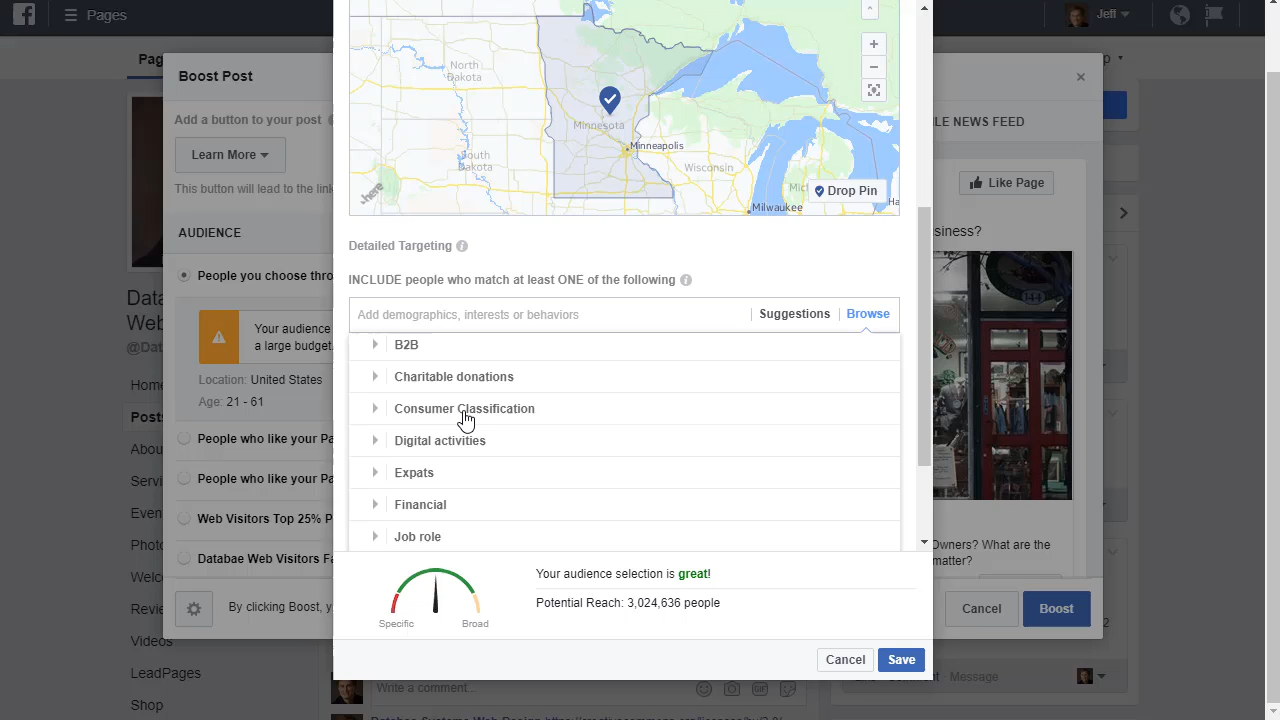 Pages
Jeff
Pag
Boost Post
Add a button to your post
Learn More
This button will lead to the link
AUDIENCE
People you choose thro
Your audience
a large budget.
Location: United States
Age: 21 - 61
People who like your Pa
People who like your Pa
Web Visitors Top 25% P
Databae Web Visitors Fa
By clicking Boost, y
Data
Web
@Dat
Home
Posts
About
Servi
Even
Photo
Welc
Revie
Videos
LeadPages
Shop
North
Dakota
South
Dakota
Minnesota
Minneapolis
Wisconsin
Mich
Milwaukee
Ha
here
Drop Pin
Detailed Targeting
INCLUDE people who match at least ONE of the following
Add demographics, interests or behaviors
Suggestions
Browse
B2B
Charitable donations
Consumer Classification
Digital activities
Expats
Financial
Job role
Specific
Broad
Your audience selection is great!
Potential Reach: 3,024,636 people
Cancel
Save
LE NEWS FEED
Like Page
siness?
Owners? What are the
matter?
Cancel
Boost
Write a comment...
Message